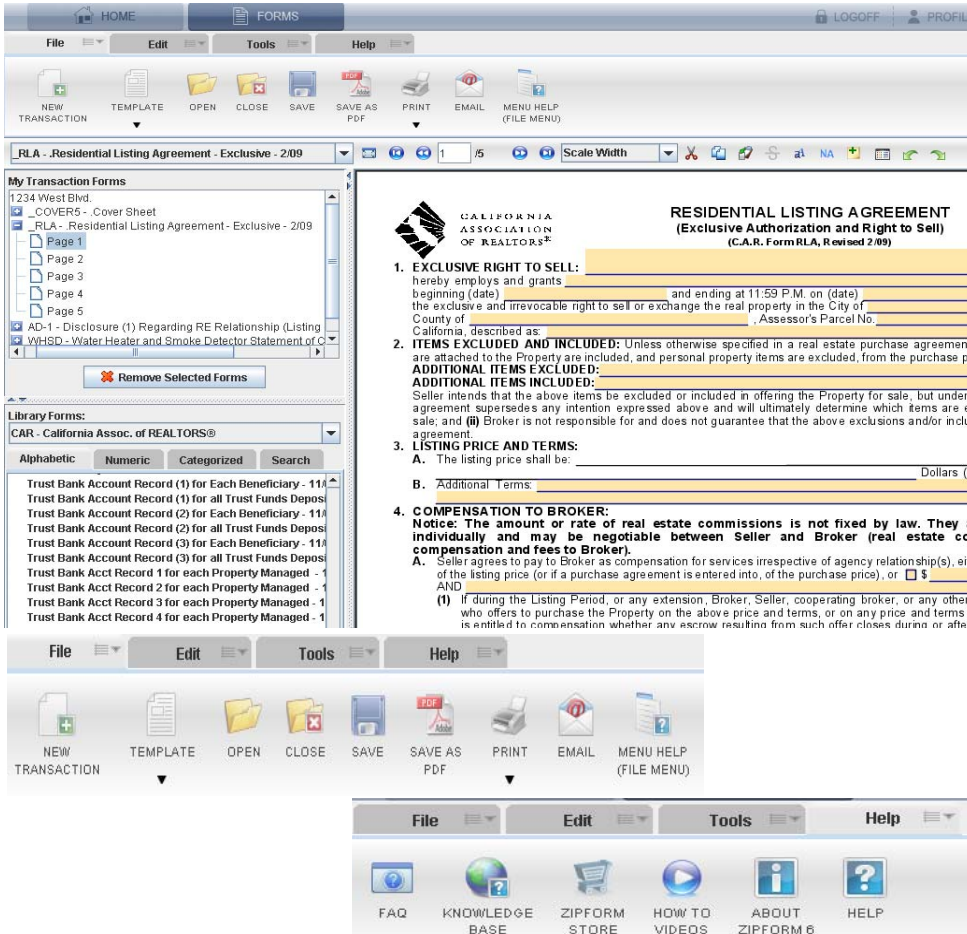 HOME
FORMS
LOGOFF
PROFIL
File
Edit
Tools
Help
NEW TRANSACTION
TEMPLATE
OPEN
CLOSE
SAVE
SAVE AS PDF
PRINT
EMAIL
MENU HELP (FILE MENU)
_RLA - .Residential Listing Agreement - Exclusive - 2/09
1 /5
Scale Width
My Transaction Forms
1234 West Blvd.
_COVER5 - .Cover Sheet
_RLA - .Residential Listing Agreement - Exclusive - 2/09
Page 1
Page 2
Page 3
Page 4
Page 5
AD-1 - Disclosure (1) Regarding RE Relationship (Listing
WHSD - Water Heater and Smoke Detector Statement of C
Remove Selected Forms
Library Forms:
CAR - California Assoc. of REALTORS®
Alphabetic
Numeric
Categorized
Search
Trust Bank Account Record (1) for Each Beneficiary - 11/
Trust Bank Account Record (1) for all Trust Funds Deposi
Trust Bank Account Record (2) for Each Beneficiary - 11/
Trust Bank Account Record (2) for all Trust Funds Deposi
Trust Bank Account Record (3) for Each Beneficiary - 11/
Trust Bank Account Record (3) for all Trust Funds Deposi
Trust Bank Acct Record 1 for each Property Managed - 1
Trust Bank Acct Record 2 for each Property Managed - 1
Trust Bank Acct Record 3 for each Property Managed - 1
Trust Bank Acct Record 4 for each Property Managed - 1
CALIFORNIA
ASSOCIATION
OF REALTORS®
RESIDENTIAL LISTING AGREEMENT
(Exclusive Authorization and Right to Sell)
(C.A.R. Form RLA, Revised 2/09)
1. EXCLUSIVE RIGHT TO SELL:
hereby employs and grants
beginning (date) and ending at 11:59 P.M. on (date)
the exclusive and irrevocable right to sell or exchange the real property in the City of
County of , Assessor's Parcel No.
California, described as:
2. ITEMS EXCLUDED AND INCLUDED: Unless otherwise specified in a real estate purchase agreemen
are attached to the Property are included, and personal property items are excluded, from the purchase p
ADDITIONAL ITEMS EXCLUDED:
ADDITIONAL ITEMS INCLUDED:
Seller intends that the above items be excluded or included in offering the Property for sale, but under
agreement supersedes any intention expressed above and will ultimately determine which items are e
sale; and (ii) Broker is not responsible for and does not guarantee that the above exclusions and/or inclu
agreement.
3. LISTING PRICE AND TERMS:
A. The listing price shall be:
Dollars (
B. Additional Terms:
4. COMPENSATION TO BROKER:
Notice: The amount or rate of real estate commissions is not fixed by law. They
individually and may be negotiable between Seller and Broker (real estate co
compensation and fees to Broker).
A. Seller agrees to pay to Broker as compensation for services irrespective of agency relationship(s), ei
of the listing price (or if a purchase agreement is entered into, of the purchase price), or $
AND
(1) If during the Listing Period, or any extension, Broker, Seller, cooperating broker, or any other
who offers to purchase the Property on the above price and terms, or on any price and terms
is entitled to compensation whether any escrow resulting from such offer closes during or afte
File
Edit
Tools
Help
NEW TRANSACTION
TEMPLATE
OPEN
CLOSE
SAVE
SAVE AS PDF
PRINT
EMAIL
MENU HELP (FILE MENU)
File
Edit
Tools
Help
FAQ
KNOWLEDGE BASE
ZIPFORM STORE
HOW TO VIDEOS
ABOUT ZIPFORM 6
HELP